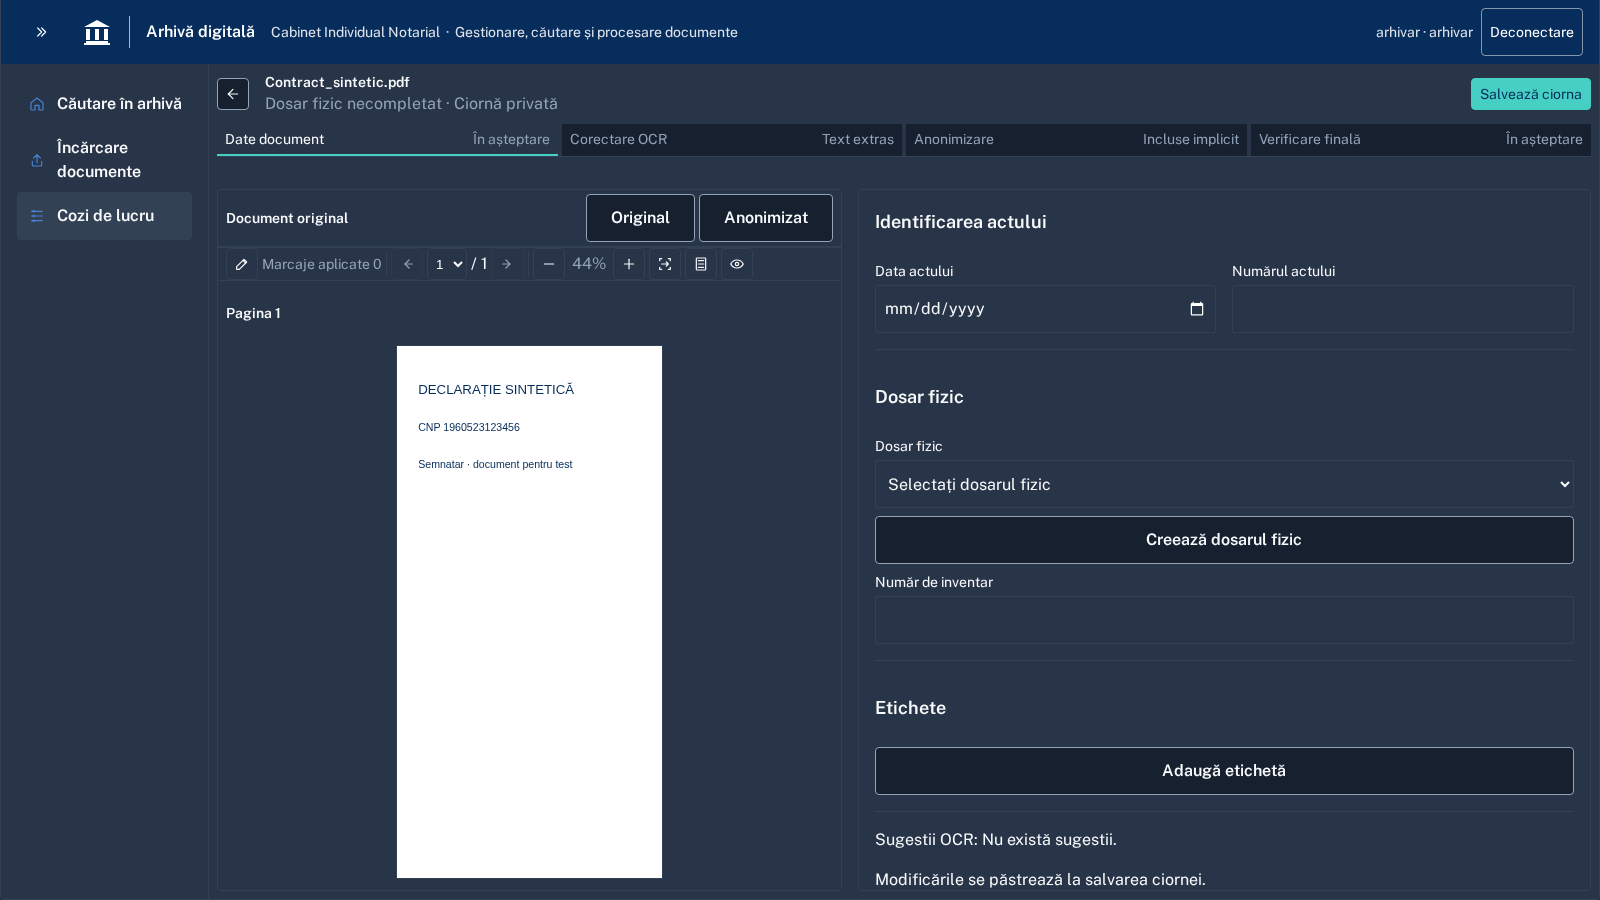 Arhivă digitală
Cabinet Individual Notarial · Gestionare, căutare și procesare documente
arhivar · arhivar
Deconectare
Căutare în arhivă
Încărcare
documente
Cozi de lucru
Contract_sintetic.pdf
Dosar fizic necompletat · Ciornă privată
Salvează ciorna
Date document
În așteptare
Corectare OCR
Text extras
Anonimizare
Incluse implicit
Verificare finală
În așteptare
Document original
Original
Anonimizat
Marcaje aplicate 0
1
/ 1
44%
Pagina 1
DECLARAȚIE SINTETICĂ
CNP 1960523123456
Semnatar · document pentru test
Identificarea actului
Data actului
Numărul actului
mm/dd/yyyy
Dosar fizic
Dosar fizic
Selectați dosarul fizic
Creează dosarul fizic
Număr de inventar
Etichete
Adaugă etichetă
Sugestii OCR: Nu există sugestii.
Modificările se păstrează la salvarea ciornei.